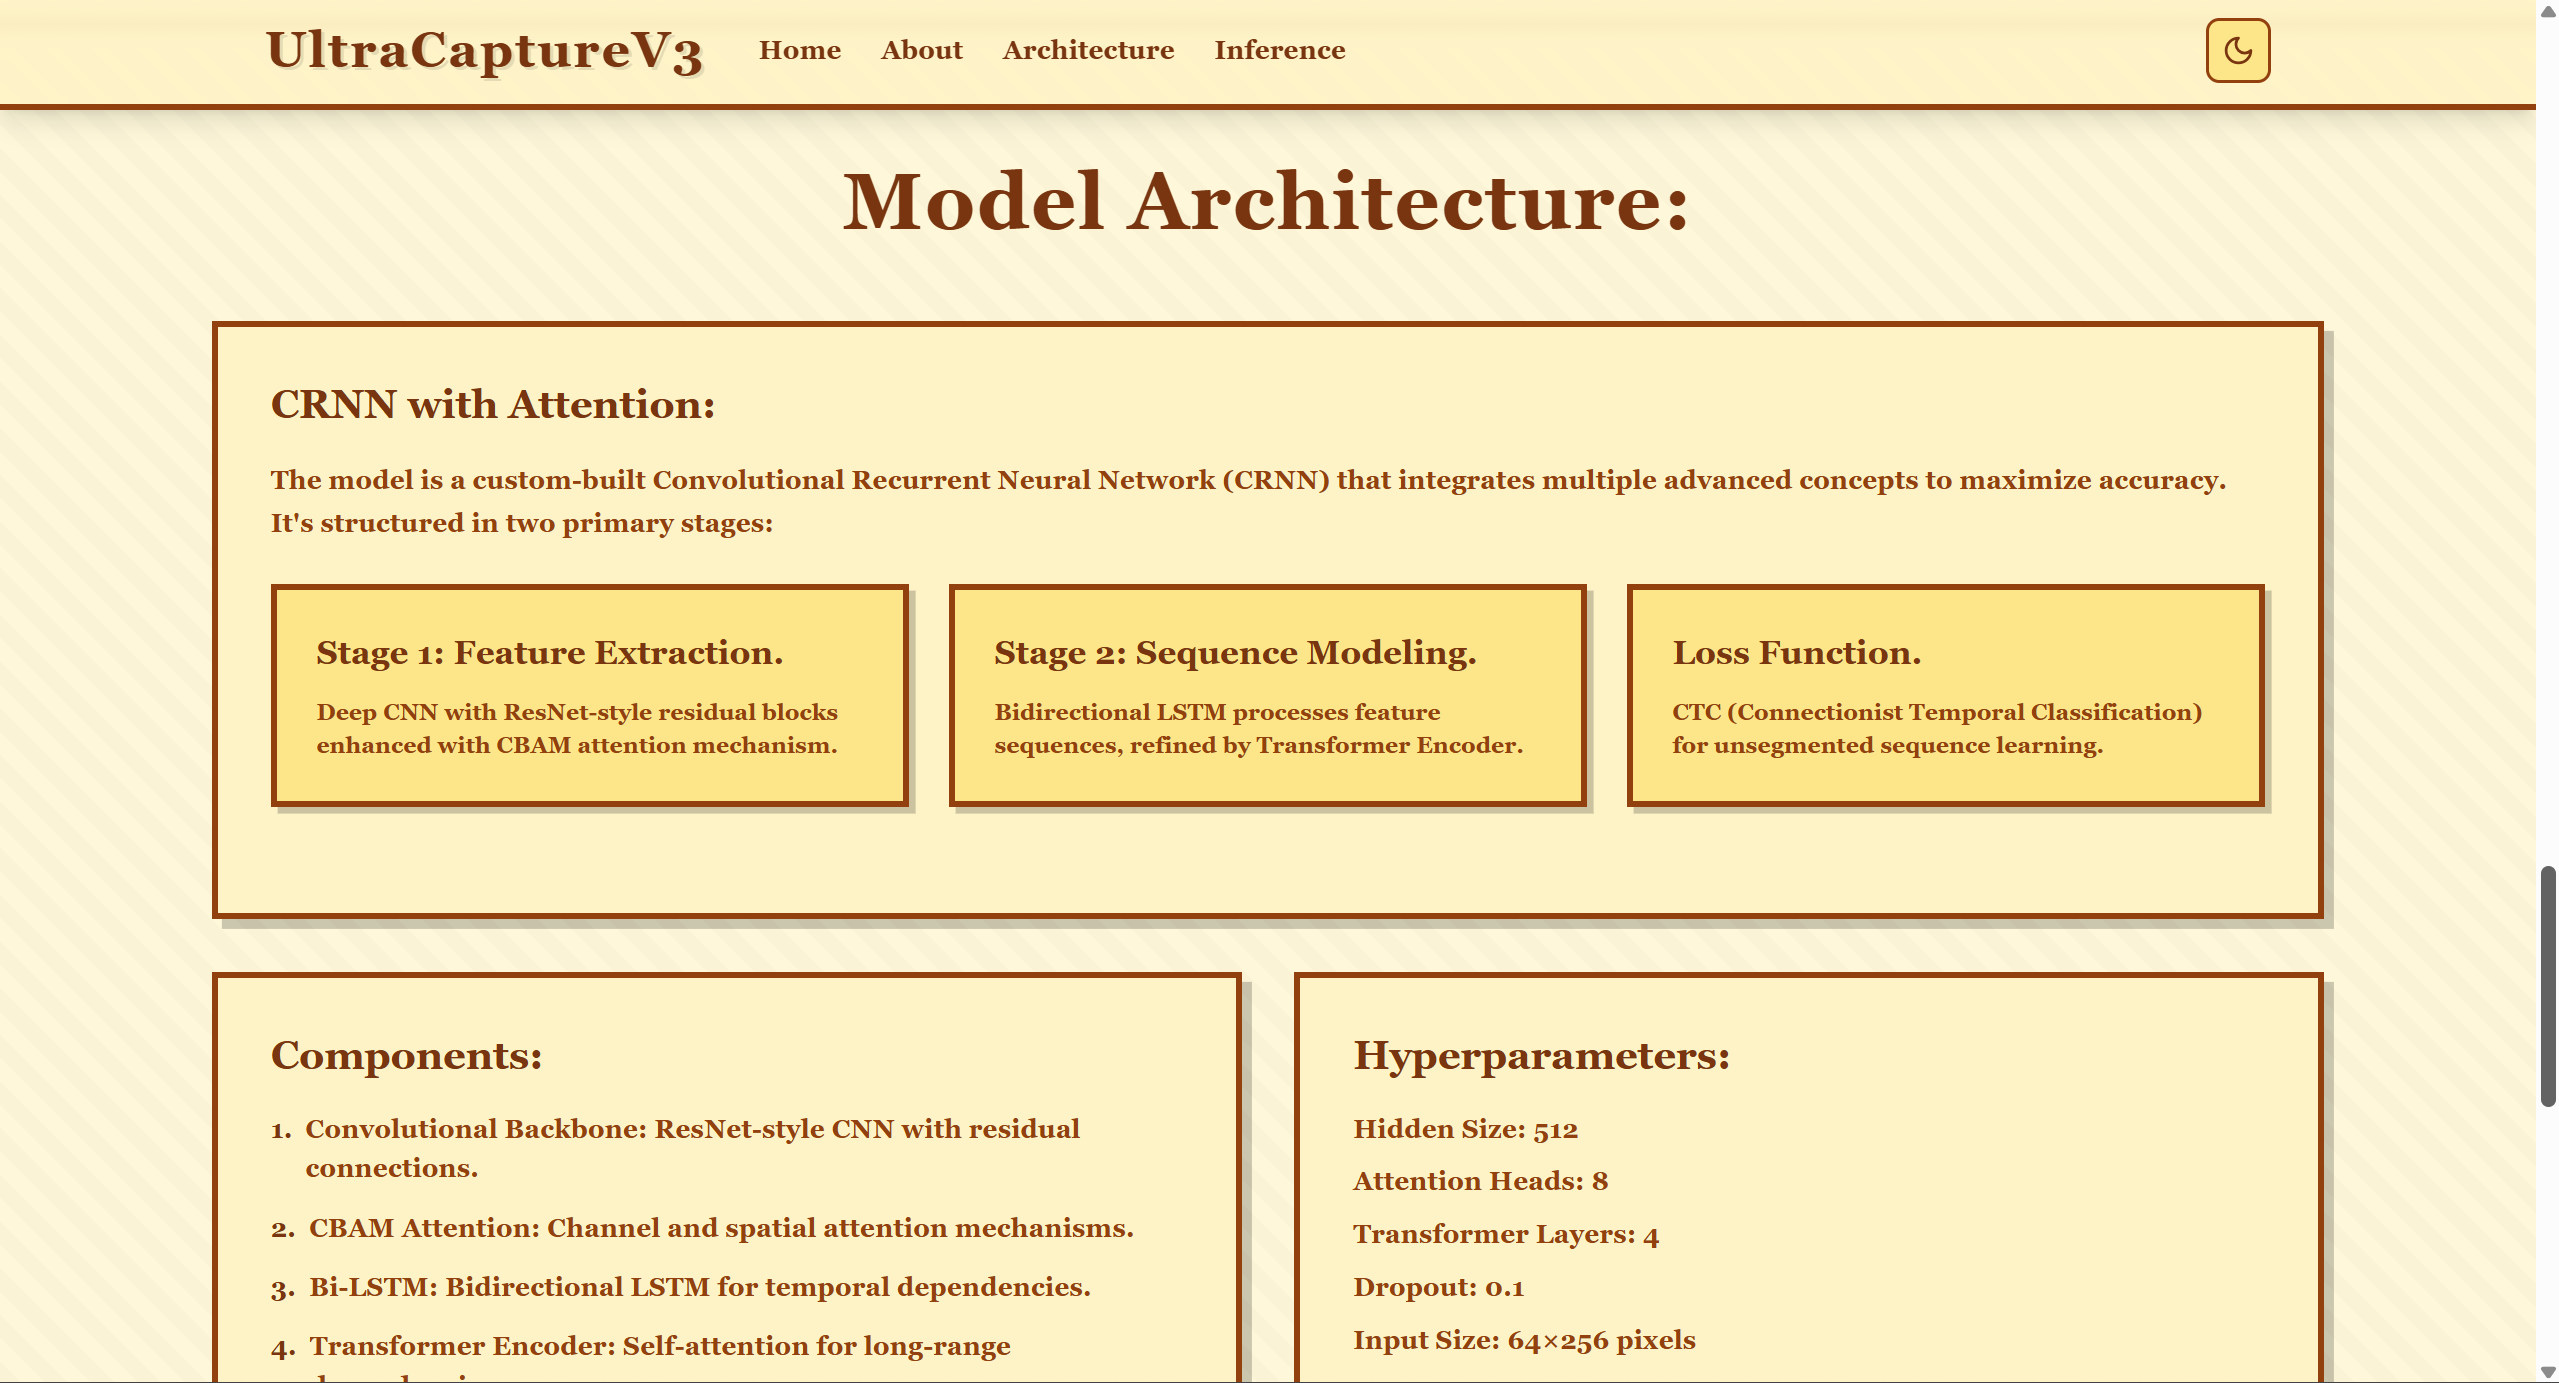 UltraCaptureV3
Home
About
Architecture
Inference
Model Architecture:
CRNN with Attention:
The model is a custom-built Convolutional Recurrent Neural Network (CRNN) that integrates multiple advanced concepts to maximize accuracy.
It's structured in two primary stages:
Stage 1: Feature Extraction.
Deep CNN with ResNet-style residual blocks
enhanced with CBAM attention mechanism.
Stage 2: Sequence Modeling.
Bidirectional LSTM processes feature
sequences, refined by Transformer Encoder.
Loss Function.
CTC (Connectionist Temporal Classification)
for unsegmented sequence learning.
Components:
1. Convolutional Backbone: ResNet-style CNN with residual
connections.
2. CBAM Attention: Channel and spatial attention mechanisms.
3. Bi-LSTM: Bidirectional LSTM for temporal dependencies.
4. Transformer Encoder: Self-attention for long-range
Hyperparameters:
Hidden Size: 512
Attention Heads: 8
Transformer Layers: 4
Dropout: 0.1
Input Size: 64×256 pixels